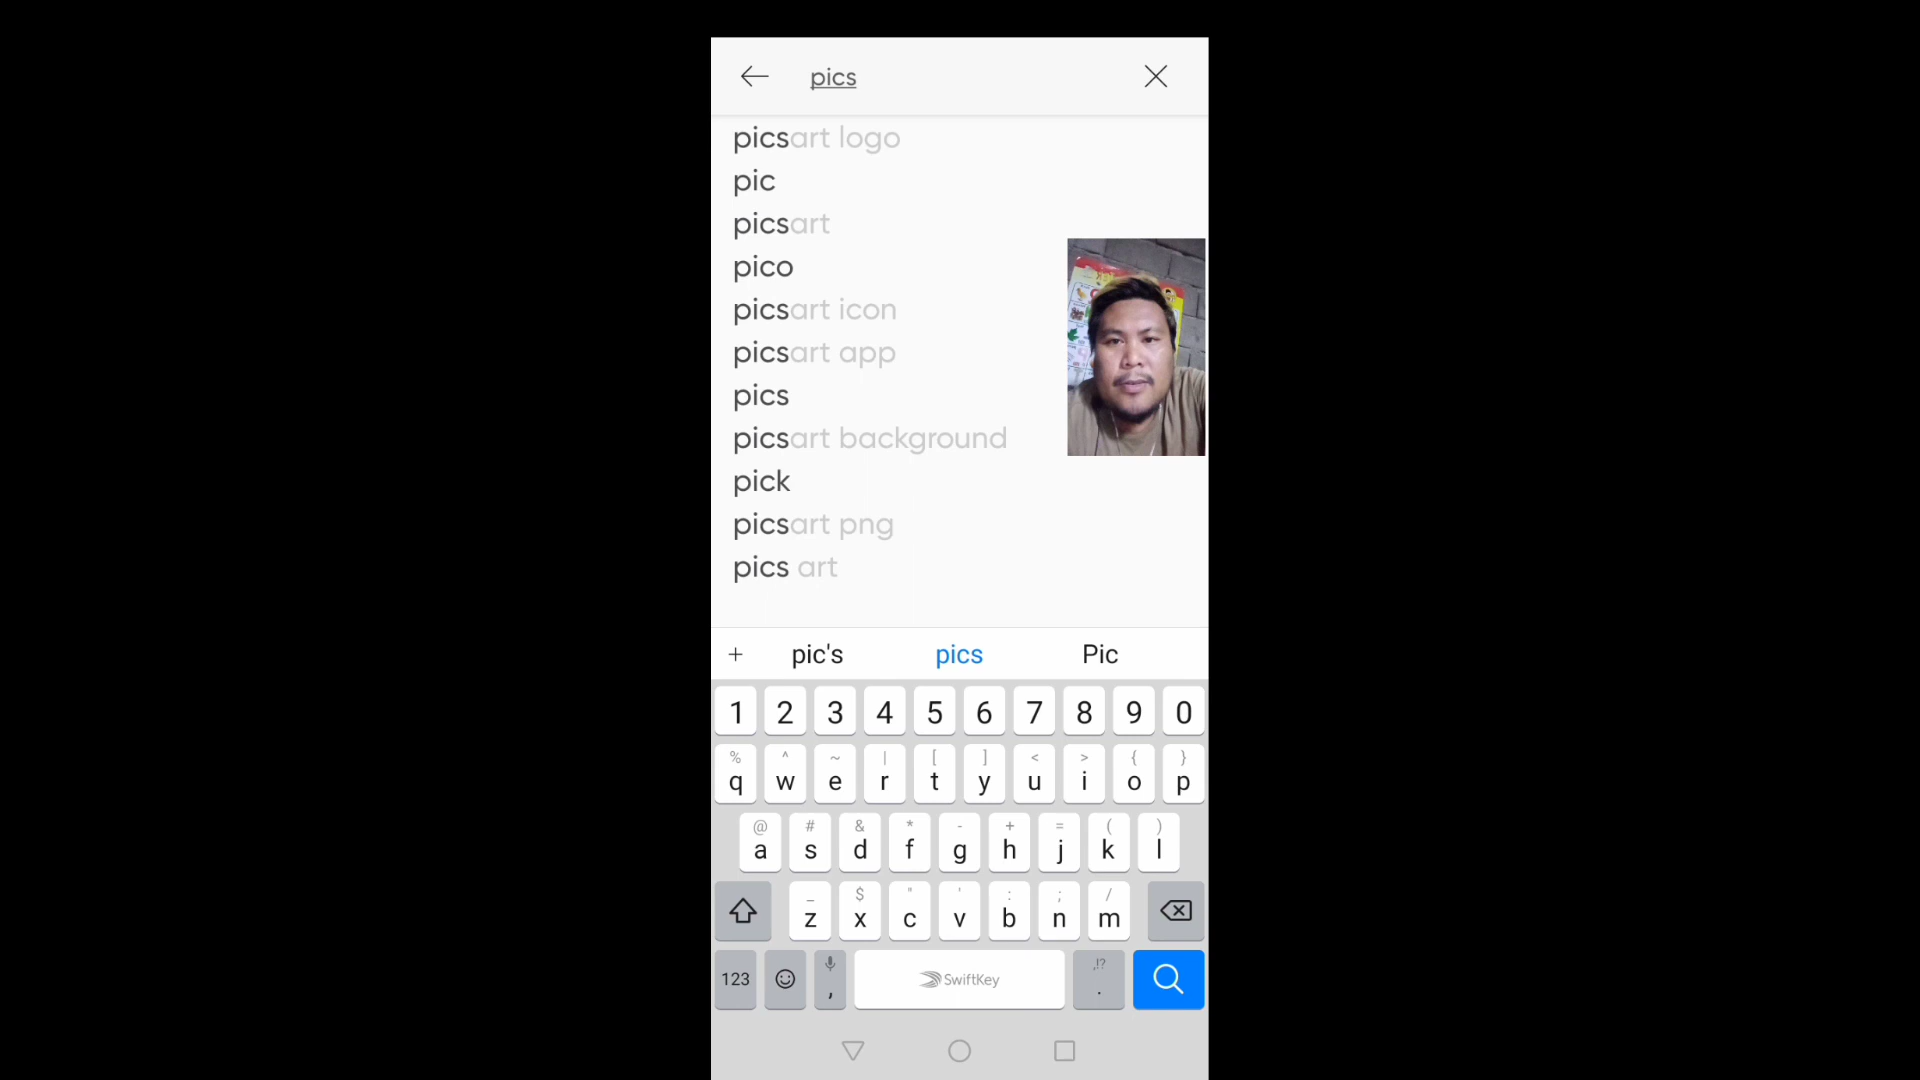 pics
picsart logo
pic
picsart
pico
picsart icon
picsart app
pics
picsart background
pick
picsart png
pics art
+ pic's pics Pic
1 2 3 4 5 6 7 8 9 0
% ^ ~ | [ ] < > { }
q w e r t y u i o p
@ # & * - + = ( )
a s d f g h j k l
_ $ " ' : ; /
z x c v b n m
,!?
123 , SwiftKey .